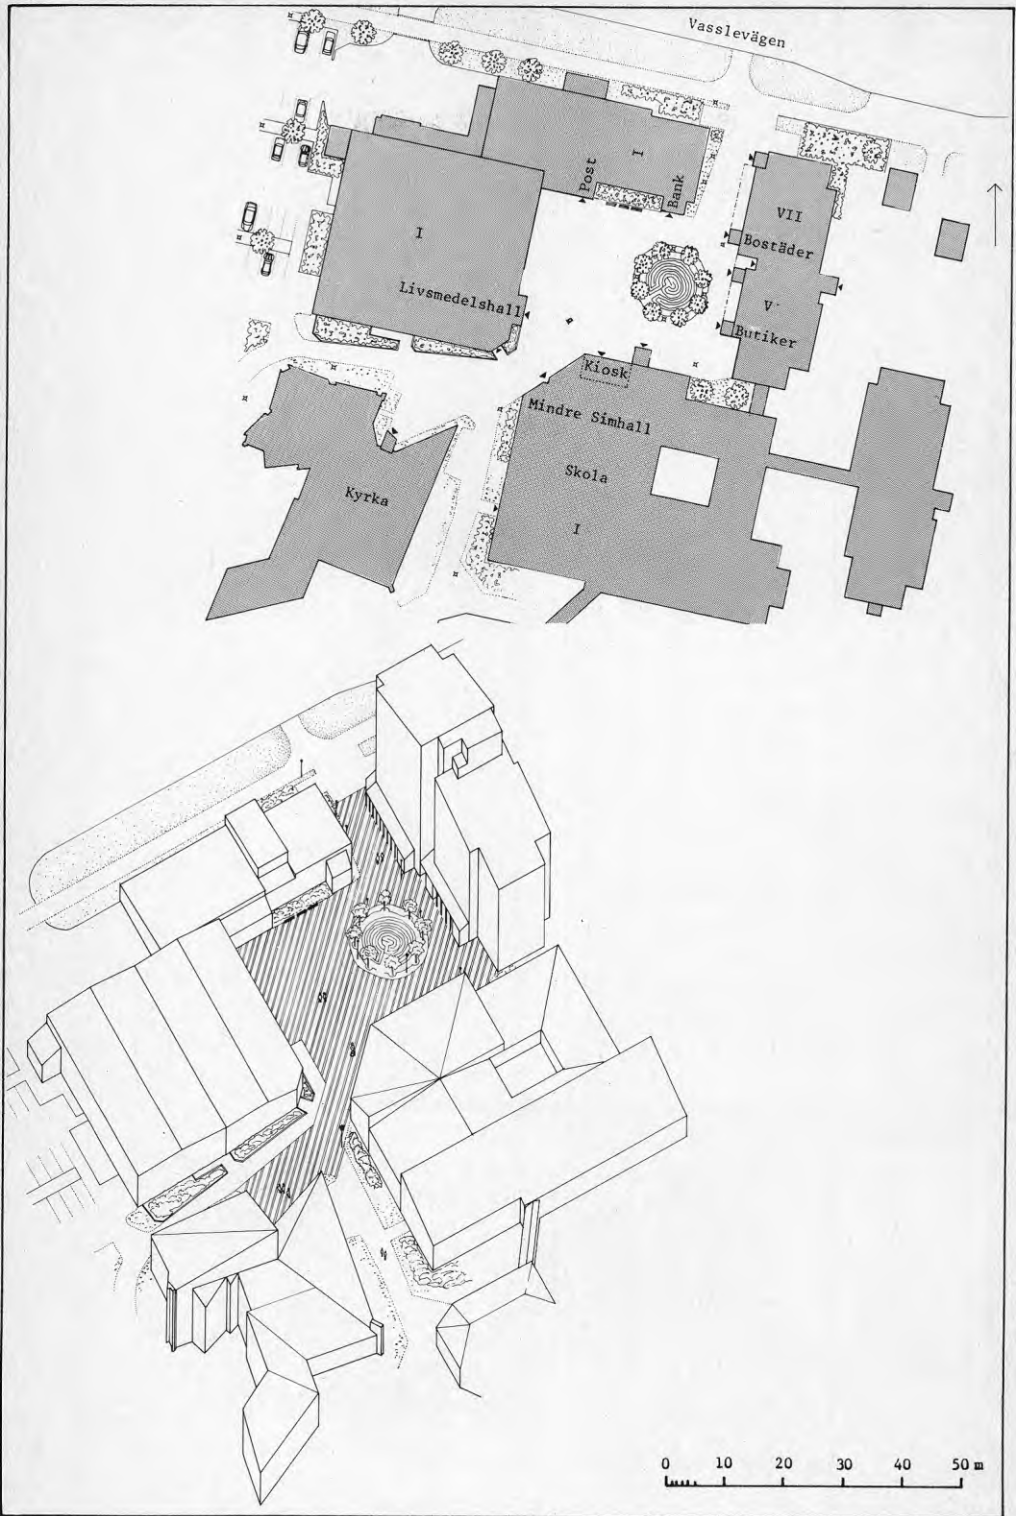 Vasslevägen
Post
I
Bank
I
Livsmedelshall
VII
Bostäder
V
Butiker
Kiosk
Mindre Simhall
Skola
I
Kyrka
0 10 20 30 40 50 m